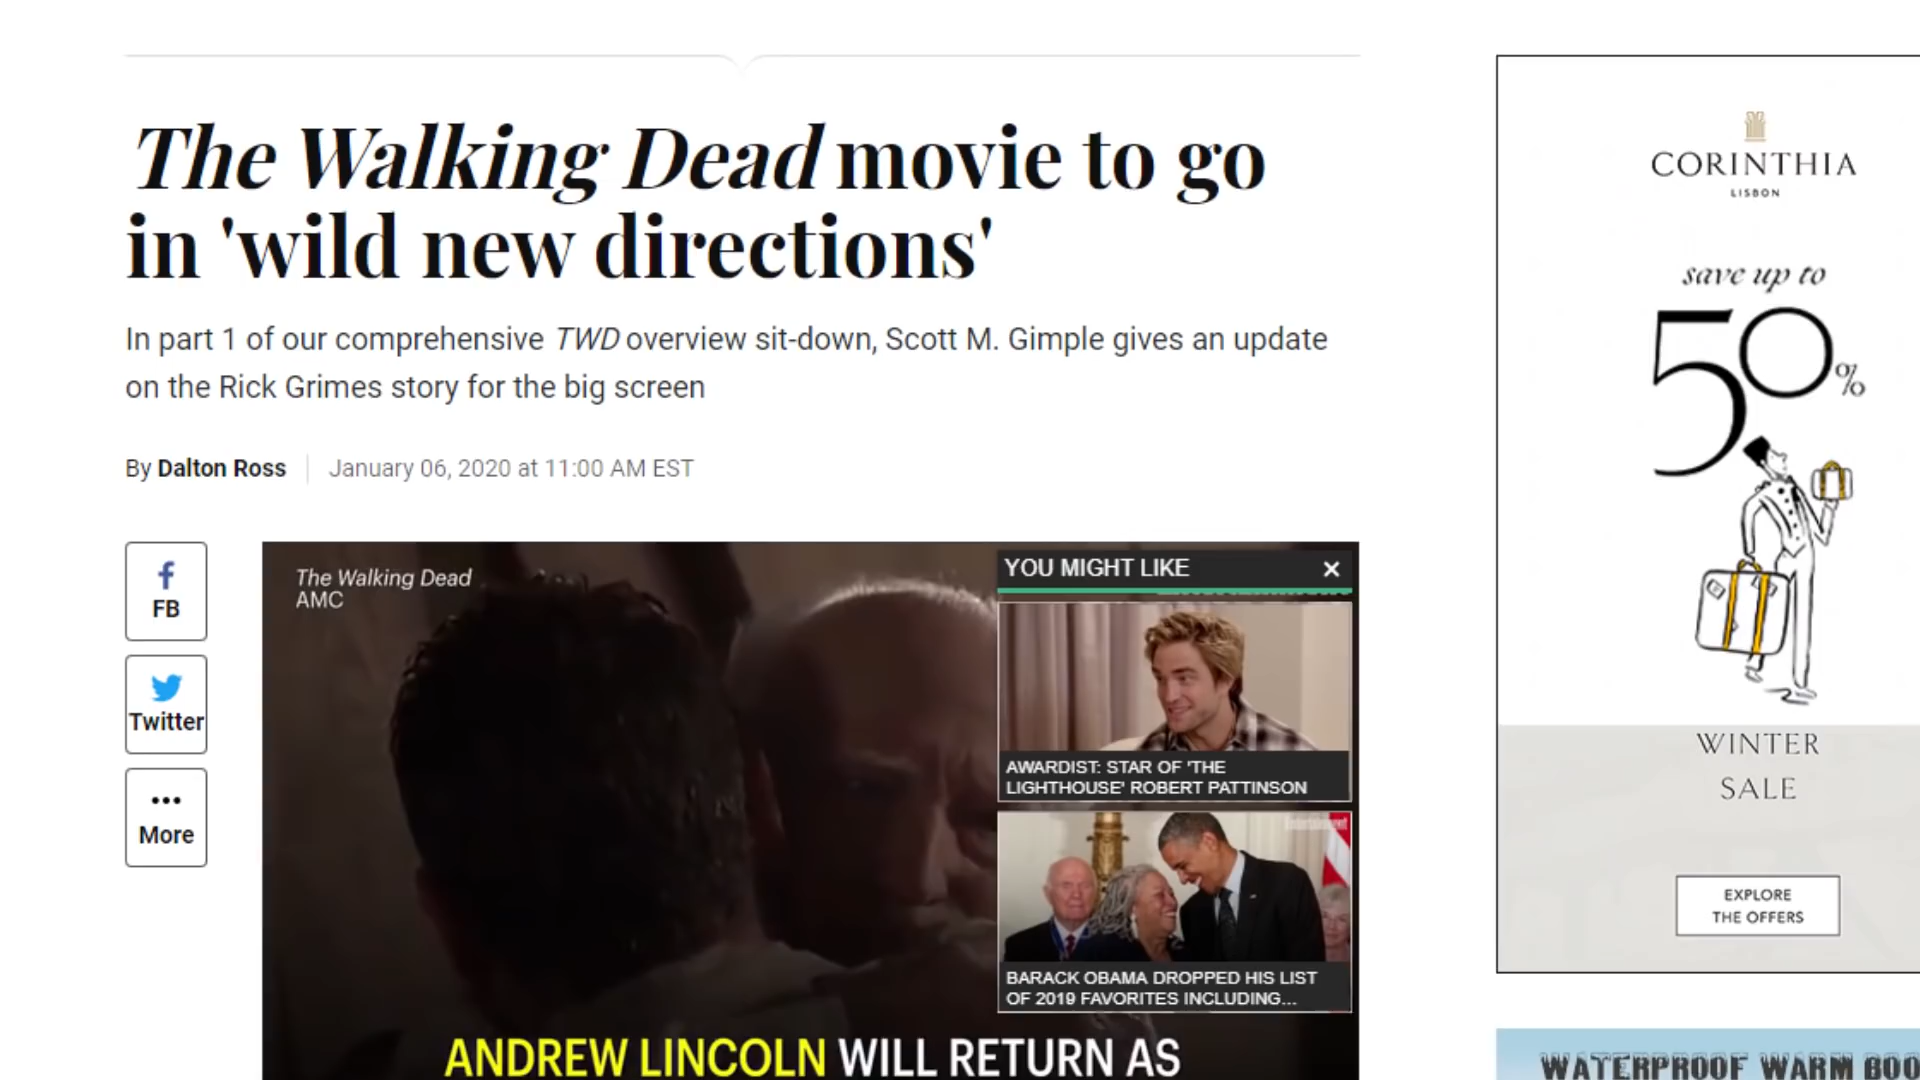 The Walking Dead movie to go
in 'wild new directions'
In part 1 of our comprehensive TWD overview sit-down, Scott M. Gimple gives an update
on the Rick Grimes story for the big screen
By Dalton Ross
January 06, 2020 at 11:00 AM EST
FB
Twitter
More
The Walking Dead
AMC
YOU MIGHT LIKE
AWARDIST: STAR OF 'THE
LIGHTHOUSE' ROBERT PATTINSON
Entertainment
BARACK OBAMA DROPPED HIS LIST
OF 2019 FAVORITES INCLUDING...
ANDREW LINCOLN WILL RETURN AS
CORINTHIA
LISBON
save up to
50%
WINTER
SALE
EXPLORE
THE OFFERS
WATERPROOF WARM BOO